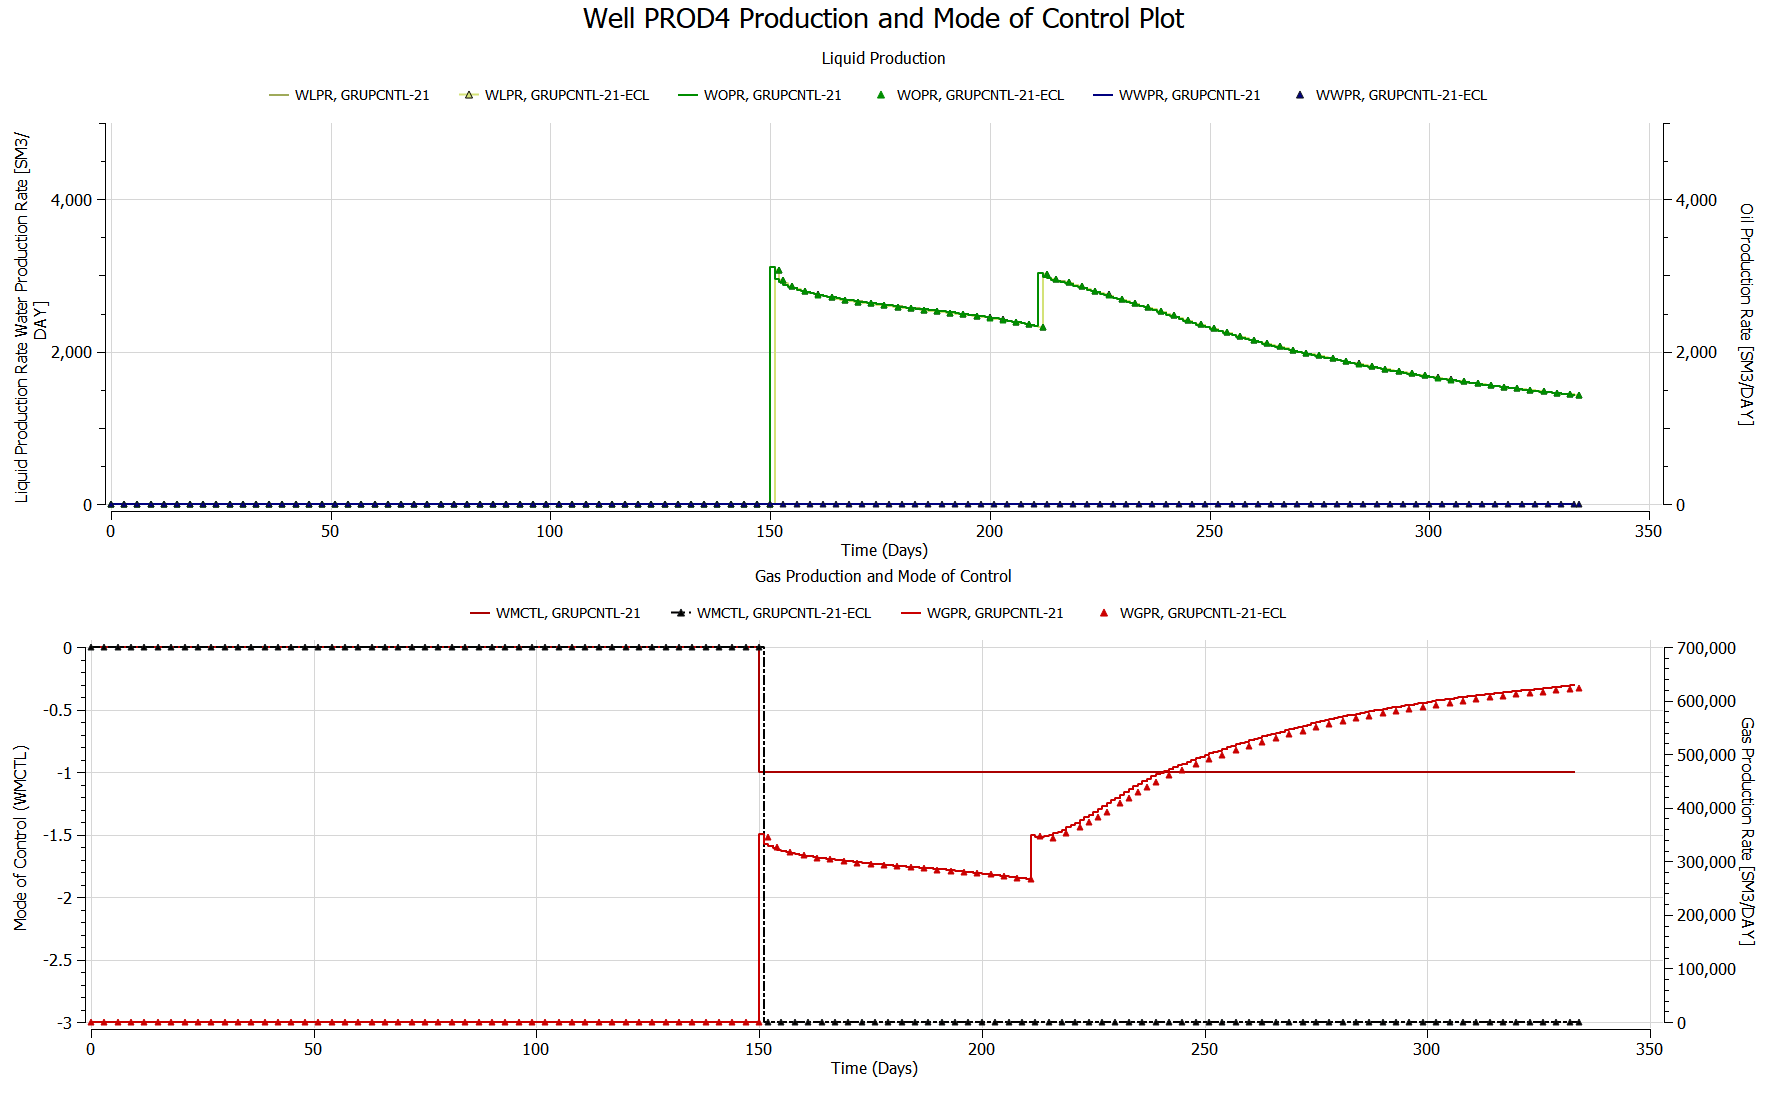 Well PROD4 Production and Mode of Control Plot
Liquid Production
WLPR, GRUPCNTL-21 WLPR, GRUPCNTL-21-ECL WOPR, GRUPCNTL-21 WOPR, GRUPCNTL-21-ECL WWPR, GRUPCNTL-21 WWPR, GRUPCNTL-21-ECL
Liquid Production Rate Water Production Rate [SM3/
DAY]
4,000
2,000
0
4,000
2,000
0
Oil Production Rate [SM3/DAY]
0 50 100 150 200 250 300 350
Time (Days)
Gas Production and Mode of Control
WMCTL, GRUPCNTL-21 WMCTL, GRUPCNTL-21-ECL WGPR, GRUPCNTL-21 WGPR, GRUPCNTL-21-ECL
Mode of Control (WMCTL)
0
-0.5
-1
-1.5
-2
-2.5
-3
700,000
600,000
500,000
400,000
300,000
200,000
100,000
0
Gas Production Rate [SM3/DAY]
0 50 100 150 200 250 300 350
Time (Days)